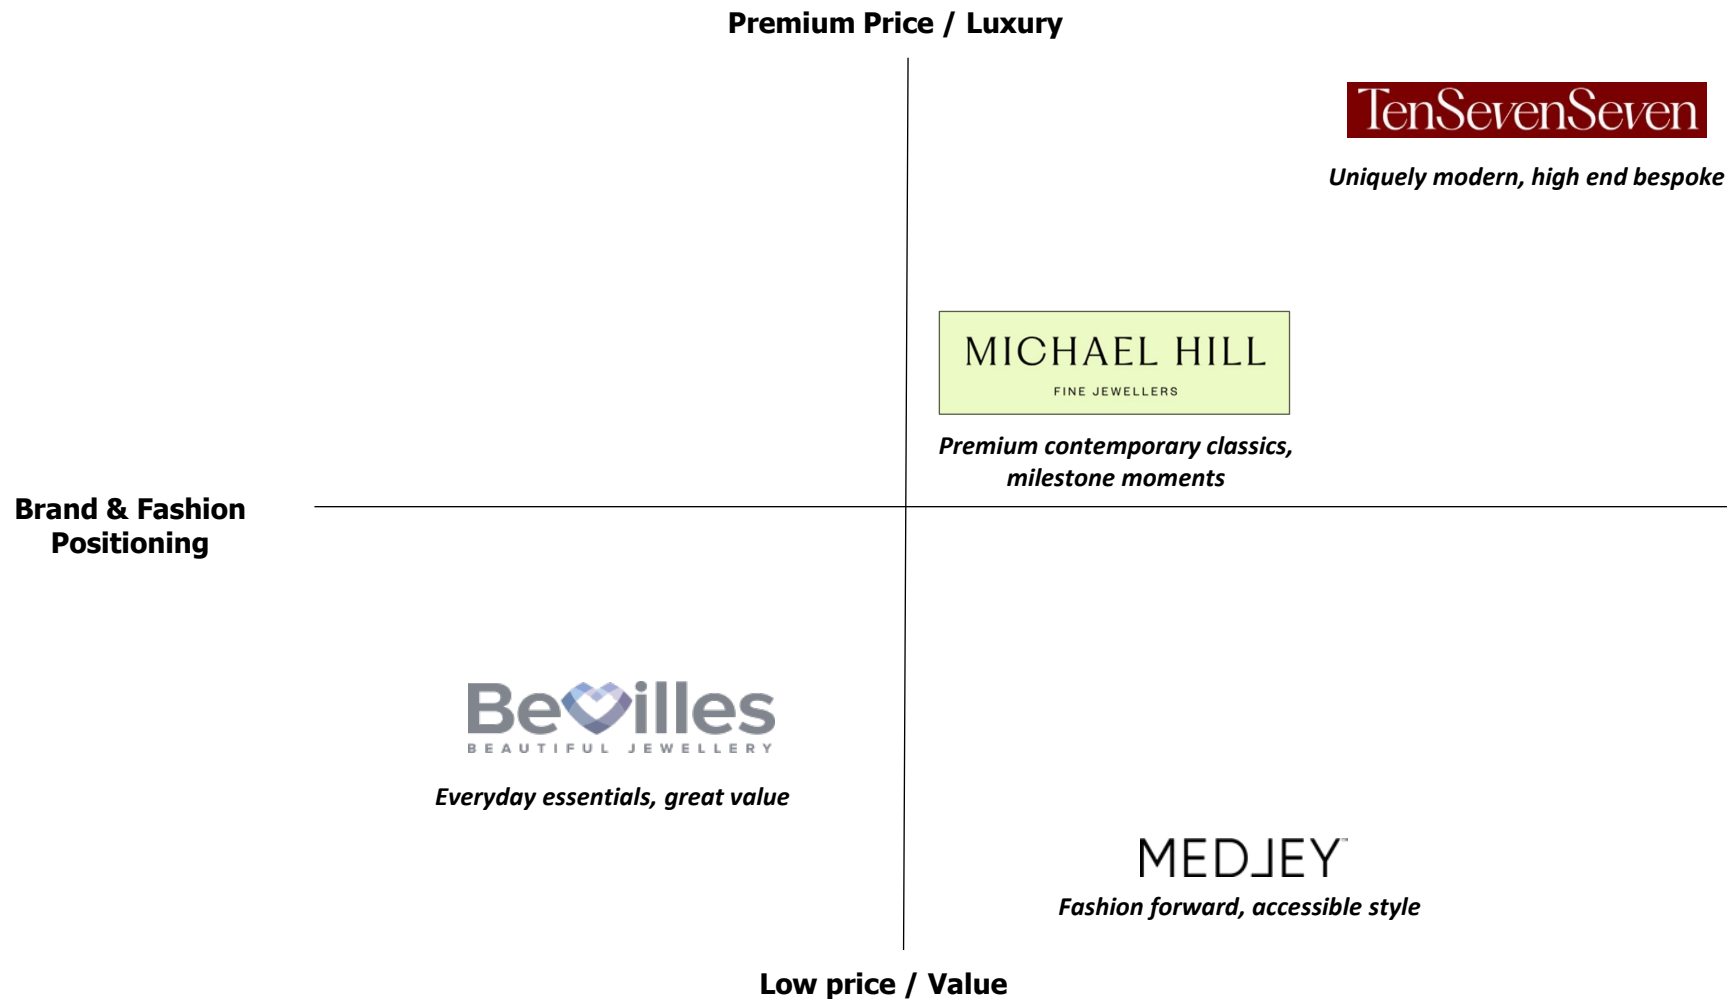 Premium Price / Luxury
TenSevenSeven
Uniquely modern, high end bespoke
MICHAEL HILL
FINE JEWELLERS
Premium contemporary classics,
milestone moments
Brand & Fashion
Positioning
Bevilles
BEAUTIFUL JEWELLERY
Everyday essentials, great value
MEDLEY™
Fashion forward, accessible style
Low price / Value